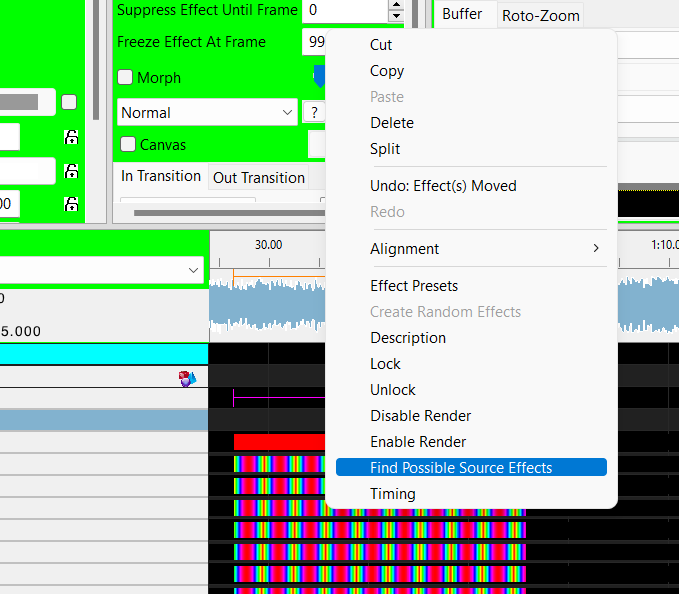 Suppress Effect Until Frame 0
Freeze Effect At Frame 99
Morph
Normal
?
Canvas
In Transition Out Transition
Buffer Roto-Zoom
Cut
Copy
Paste
Delete
Split
Undo: Effect(s) Moved
Redo
Alignment
Effect Presets
Create Random Effects
Description
Lock
Unlock
Disable Render
Enable Render
Find Possible Source Effects
Timing
00
30.00
1:10.0
0
5.000